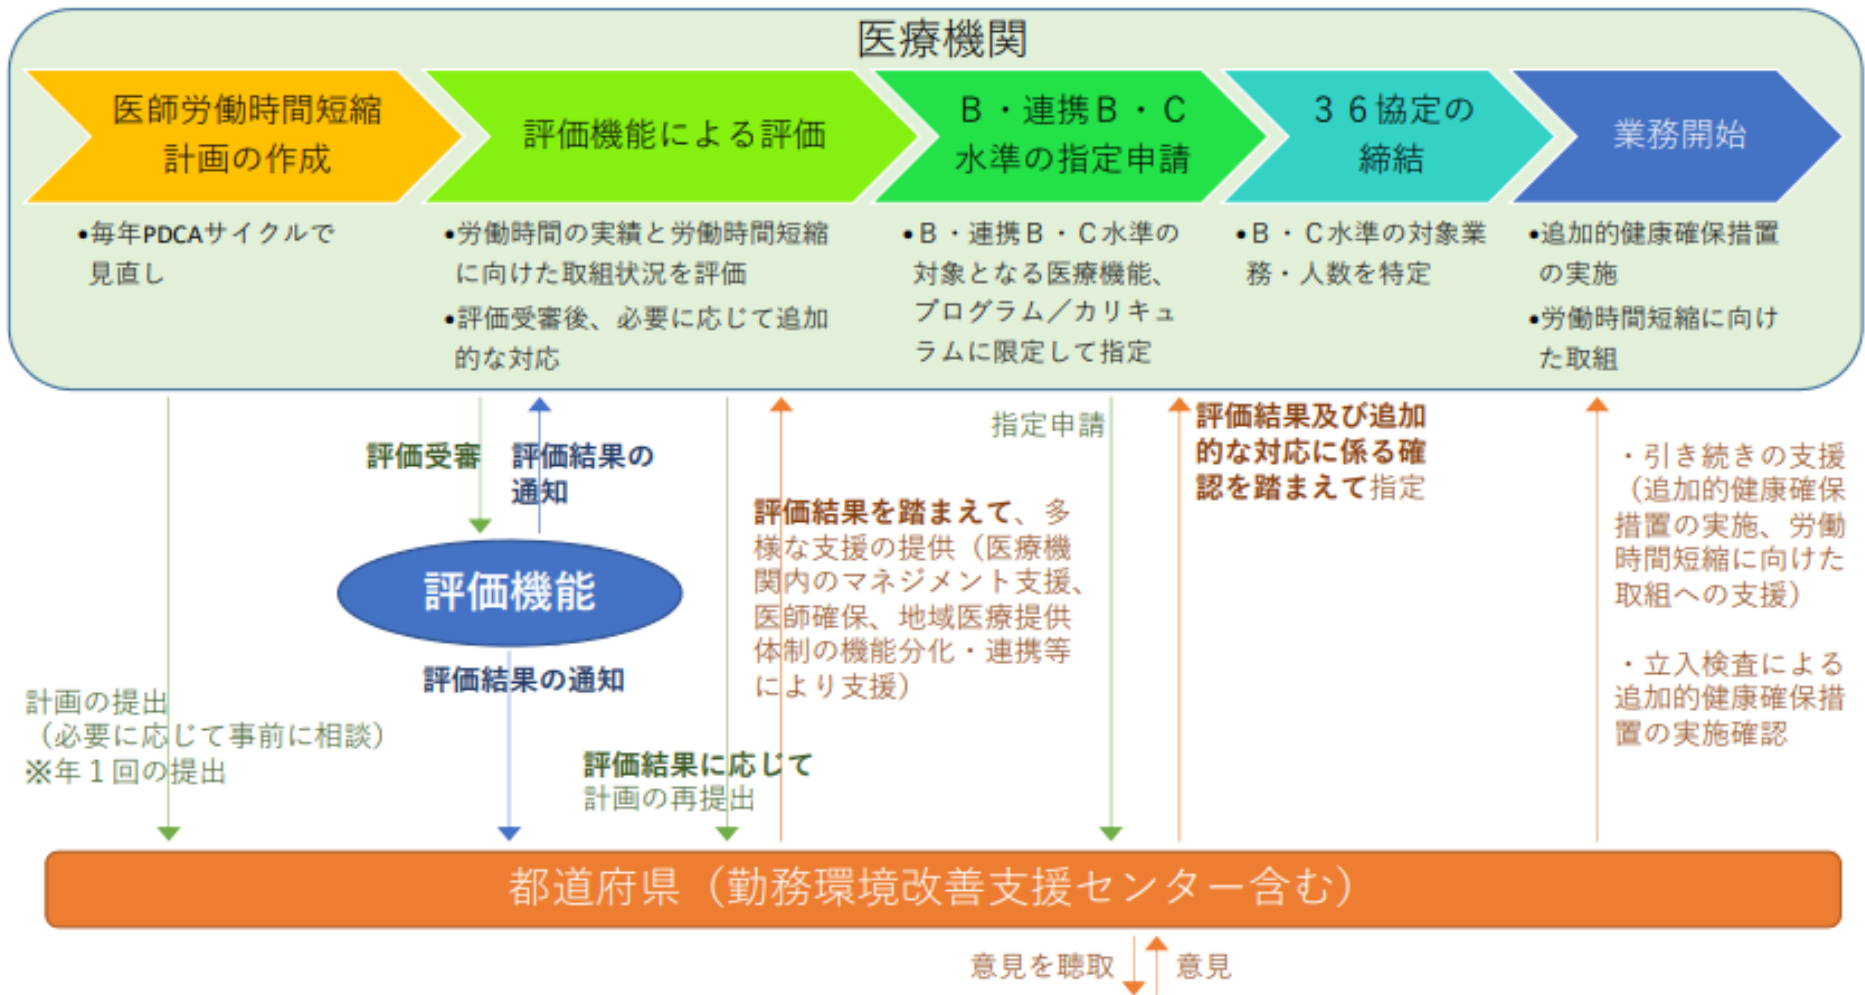 医療機関
医師労働時間短縮
計画の作成
評価機能による評価
Ｂ・連携Ｂ・Ｃ
水準の指定申請
３６協定の
締結
業務開始
•毎年PDCAサイクルで
見直し
•労働時間の実績と労働時間短縮
に向けた取組状況を評価
•評価受審後、必要に応じて追加
的な対応
•Ｂ・連携Ｂ・Ｃ水準の
対象となる医療機能、
プログラム／カリキュ
ラムに限定して指定
•Ｂ・Ｃ水準の対象業
務・人数を特定
•追加的健康確保措置
の実施
•労働時間短縮に向け
た取組
計画の提出
（必要に応じて事前に相談）
※年１回の提出
評価受審
評価結果の
通知
評価機能
評価結果の通知
評価結果に応じて
計画の再提出
評価結果を踏まえて、多
様な支援の提供（医療機
関内のマネジメント支援、
医師確保、地域医療提供
体制の機能分化・連携等
により支援）
指定申請
評価結果及び追加
的な対応に係る確
認を踏まえて指定
・引き続きの支援
（追加的健康確保
措置の実施、労働
時間短縮に向けた
取組への支援）
・立入検査による
追加的健康確保措
置の実施確認
都道府県（勤務環境改善支援センター含む）
意見を聴取
意見